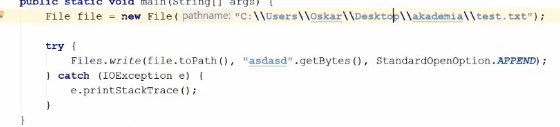 public static void main(String[] args) {
File file = new File( pathname: "C:\\Users\\Oskar\\Desktop\\akademia\\test.txt");
try {
Files.write(file.toPath(), "asdasd".getBytes(), StandardOpenOption.APPEND);
} catch (IOException e) {
e.printStackTrace();
}
}